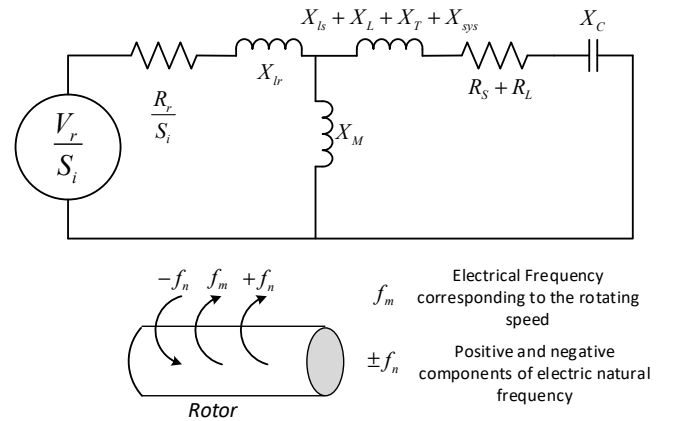 X_ls + X_L + X_T + X_sys
X_C
X_lr
R_S + R_L
R_r
S_i
V_r
S_i
X_M
−f_n f_m +f_n
f_m
Electrical Frequency
corresponding to the rotating
speed
±f_n
Positive and negative
components of electric natural
frequency
Rotor